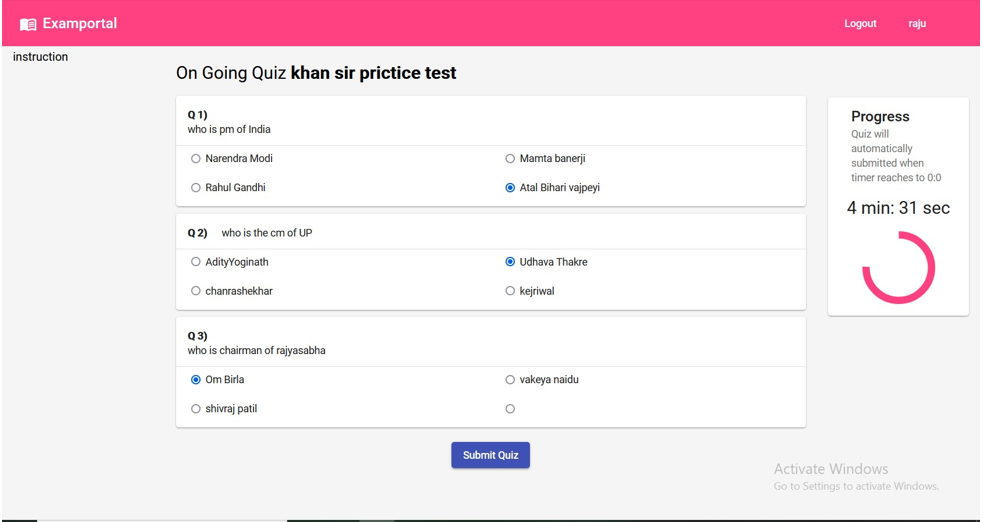 Examportal
Logout raju
instruction
On Going Quiz khan sir prictice test
Q 1)
who is pm of India
Narendra Modi
Mamta banerji
Rahul Gandhi
Atal Bihari vajpeyi
Q 2) who is the cm of UP
AdityYoginath
Udhava Thakre
chanrashekhar
kejriwal
Q 3)
who is chairman of rajyasabha
Om Birla
vakeya naidu
shivraj patil
Submit Quiz
Progress
Quiz will
automatically
submitted when
timer reaches to 0:0
4 min: 31 sec
Activate Windows
Go to Settings to activate Windows.